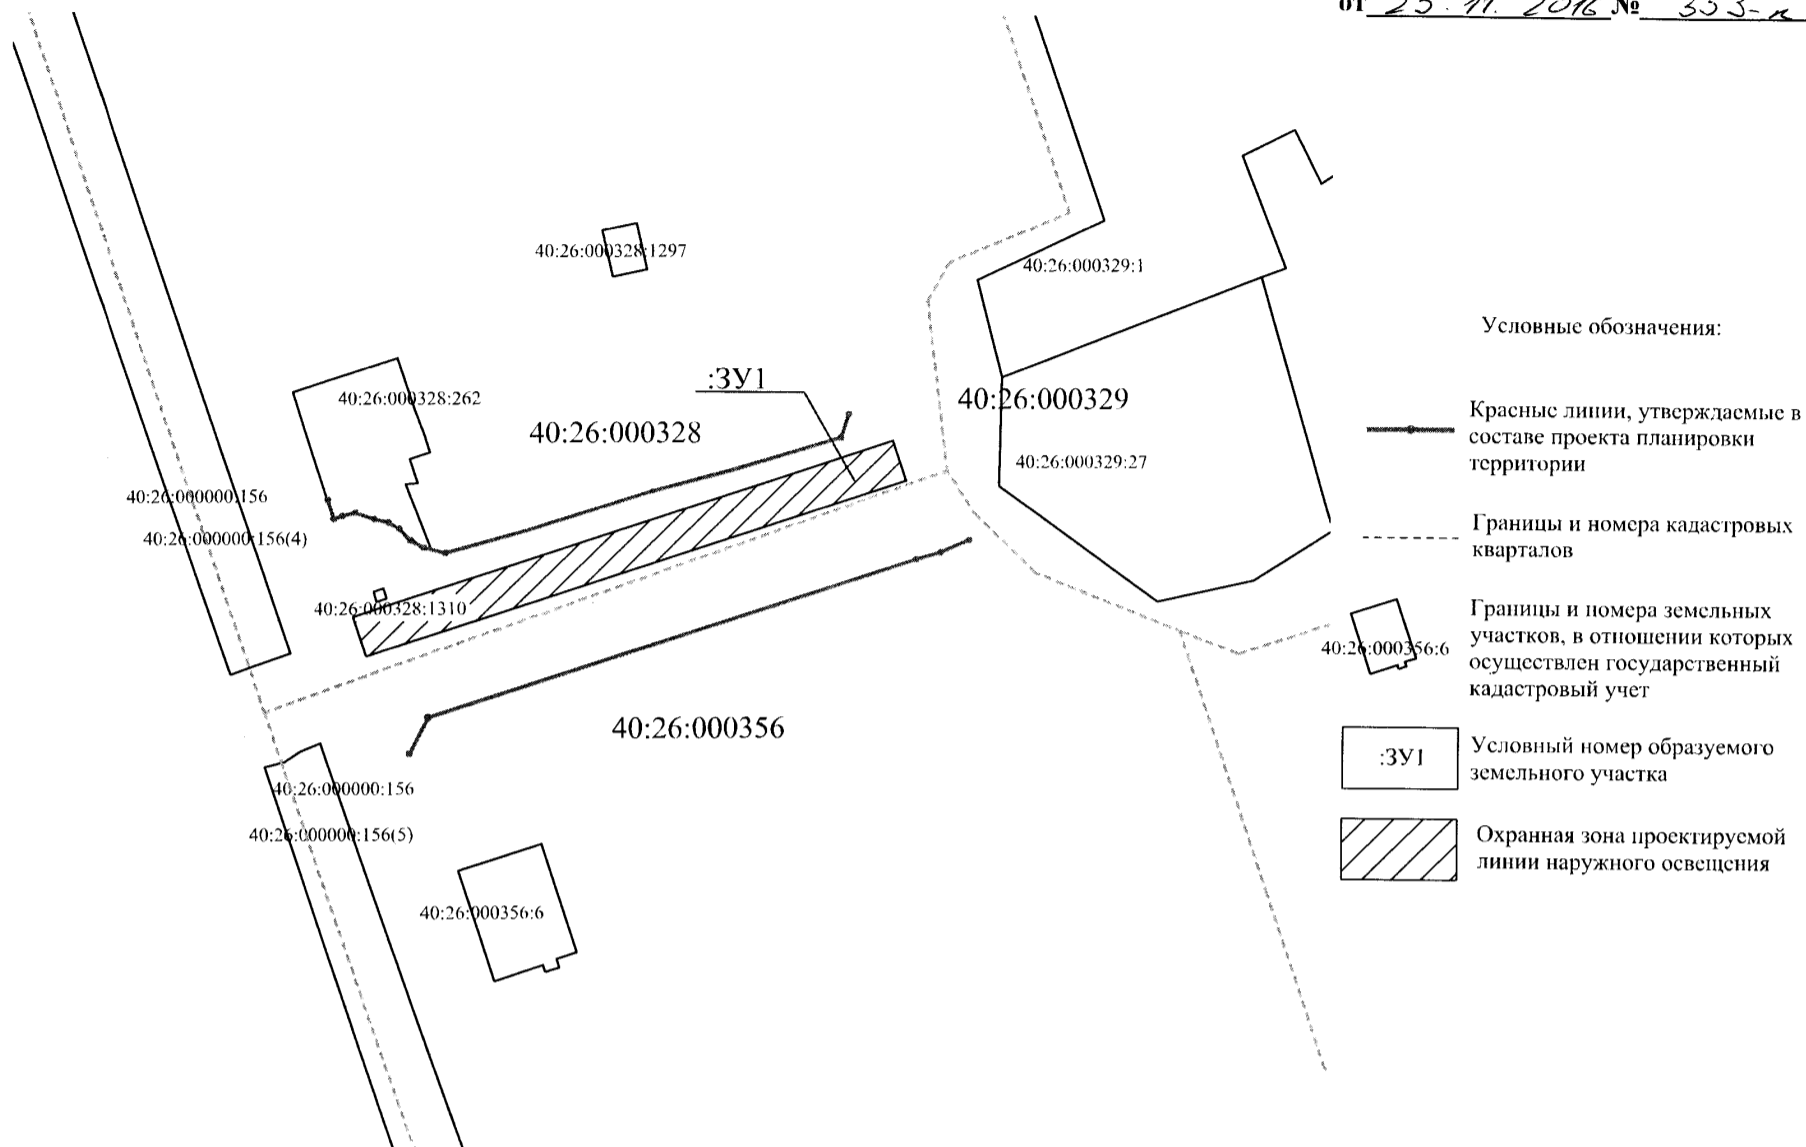 от 23. 11. 2016 №
40:26:000328:1297
40:26:000329:1
Условные обозначения:
:ЗУ1
40:26:000328:262
40:26:000328
40:26:000329
Красные линии, утверждаемые в
составе проекта планировки
территории
40:26:000329:27
40:26:000000:156
40:26:000000:156(4)
Границы и номера кадастровых
кварталов
40:26:000328:1310
Границы и номера земельных
участков, в отношении которых
осуществлен государственный
кадастровый учет
40:26:000356:6
40:26:000356
:ЗУ1
Условный номер образуемого
земельного участка
40:26:000000:156
40:26:000000:156(5)
Охранная зона проектируемой
линии наружного освещения
40:26:000356:6